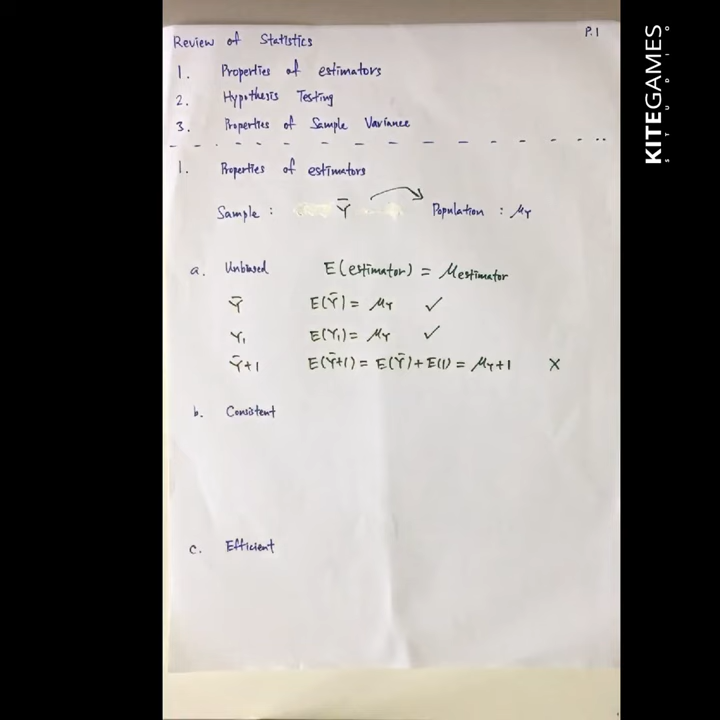 P.1
Review of Statistics
1. Properties of estimators
2. Hypothesis Testing
3. Properties of Sample Variance
1. Properties of estimators
Sample : Ȳ Population : μY
a. Unbiased E(estimator) = μestimator
Ȳ E(Ȳ) = μY ✓
Y1 E(Y1) = μY ✓
Ȳ+1 E(Ȳ+1) = E(Ȳ) + E(1) = μY+1 X
b. Consistent
c. Efficient
KITEGAMES
STUDIO